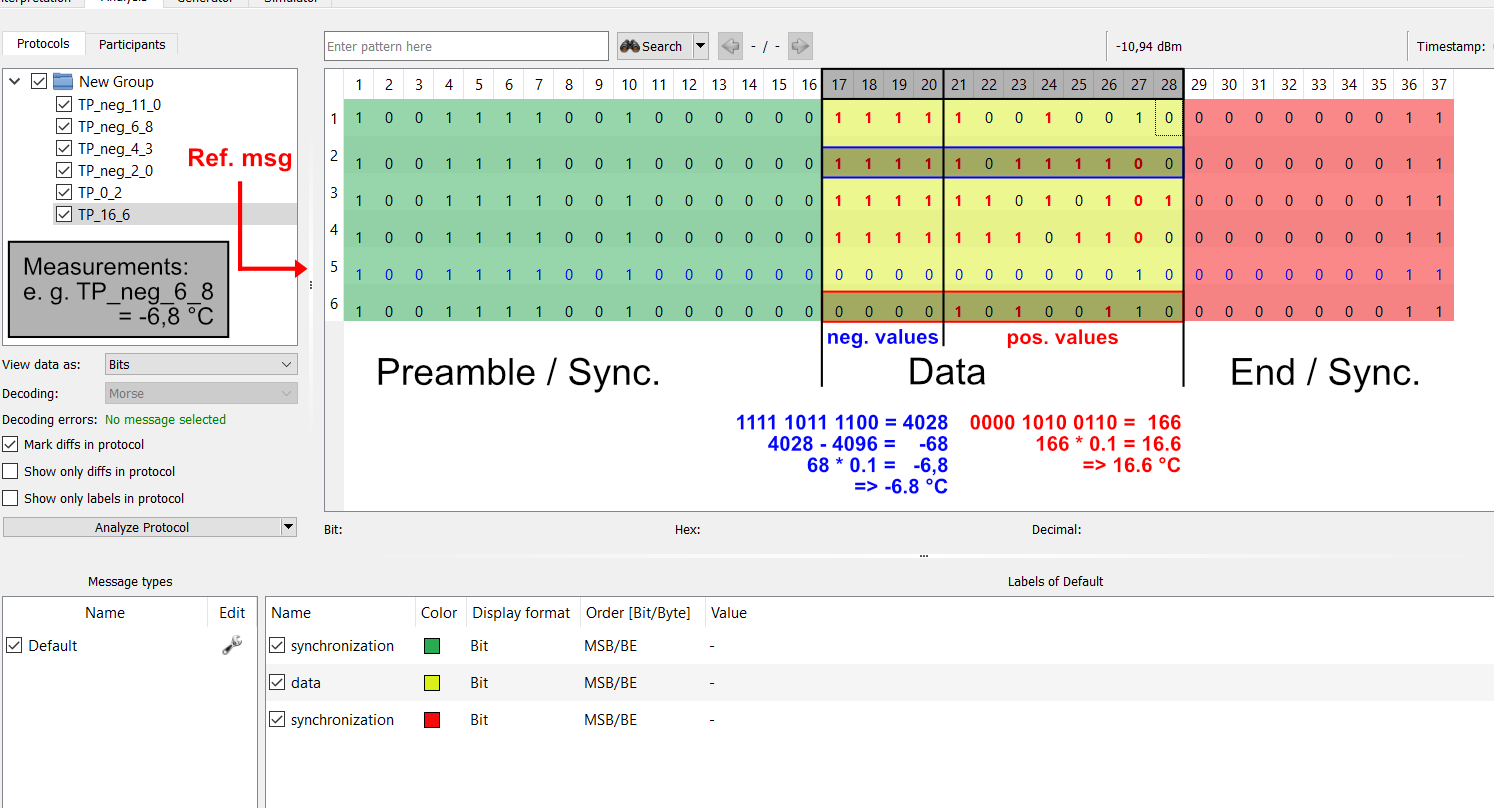 Interpretation Analysis Generator Simulator
Protocols Participants
Enter pattern here Search - / - -10,94 dBm Timestamp:
New Group
TP_neg_11_0
TP_neg_6_8
TP_neg_4_3
TP_neg_2_0
TP_0_2
TP_16_6
Ref. msg
Measurements:
e. g. TP_neg_6_8
= -6,8 °C
1 2 3 4 5 6 7 8 9 10 11 12 13 14 15 16 17 18 19 20 21 22 23 24 25 26 27 28 29 30 31 32 33 34 35 36 37
1 1 0 0 1 1 1 1 0 0 1 0 0 0 0 0 0 1 1 1 1 1 0 0 1 0 0 1 0 0 0 0 0 0 0 0 1 1
2 1 0 0 1 1 1 1 0 0 1 0 0 0 0 0 0 1 1 1 1 1 0 1 1 1 1 0 0 0 0 0 0 0 0 0 1 1
3 1 0 0 1 1 1 1 0 0 1 0 0 0 0 0 0 1 1 1 1 1 1 0 1 0 1 0 1 0 0 0 0 0 0 0 1 1
4 1 0 0 1 1 1 1 0 0 1 0 0 0 0 0 0 1 1 1 1 1 1 1 0 1 1 0 0 0 0 0 0 0 0 0 1 1
5 1 0 0 1 1 1 1 0 0 1 0 0 0 0 0 0 0 0 0 0 0 0 0 0 0 0 1 0 0 0 0 0 0 0 0 1 1
6 1 0 0 1 1 1 1 0 0 1 0 0 0 0 0 0 0 0 0 0 1 0 1 0 0 1 1 0 0 0 0 0 0 0 0 1 1
neg. values pos. values
Preamble / Sync. Data End / Sync.
1111 1011 1100 = 4028
4028 - 4096 = -68
68 * 0.1 = -6,8
=> -6.8 °C
0000 1010 0110 = 166
166 * 0.1 = 16.6
=> 16.6 °C
View data as: Bits
Decoding: Morse
Decoding errors: No message selected
Mark diffs in protocol
Show only diffs in protocol
Show only labels in protocol
Analyze Protocol
Bit: Hex: Decimal:
Message types
Name Edit
Default
Labels of Default
Name Color Display format Order [Bit/Byte] Value
synchronization Bit MSB/BE -
data Bit MSB/BE -
synchronization Bit MSB/BE -